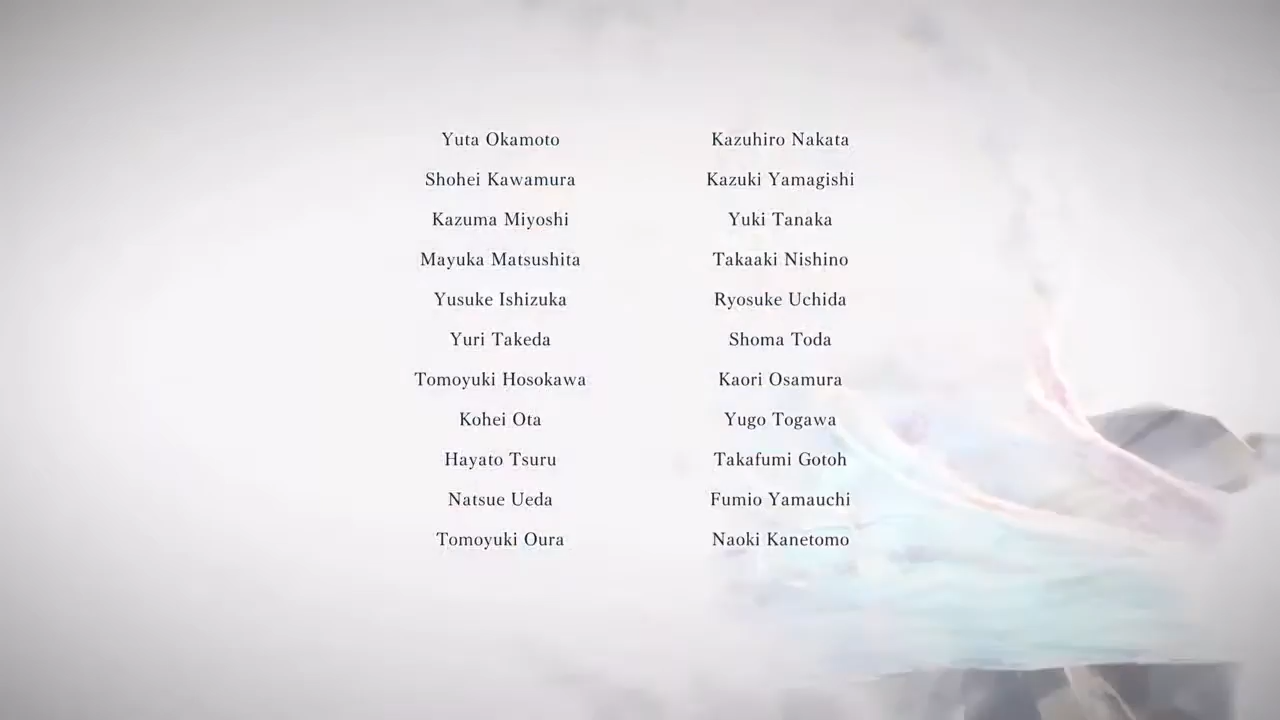 Yuta Okamoto
Shohei Kawamura
Kazuma Miyoshi
Mayuka Matsushita
Yusuke Ishizuka
Yuri Takeda
Tomoyuki Hosokawa
Kohei Ota
Hayato Tsuru
Natsue Ueda
Tomoyuki Oura
Kazuhiro Nakata
Kazuki Yamagishi
Yuki Tanaka
Takaaki Nishino
Ryosuke Uchida
Shoma Toda
Kaori Osamura
Yugo Togawa
Takafumi Gotoh
Fumio Yamauchi
Naoki Kanetomo